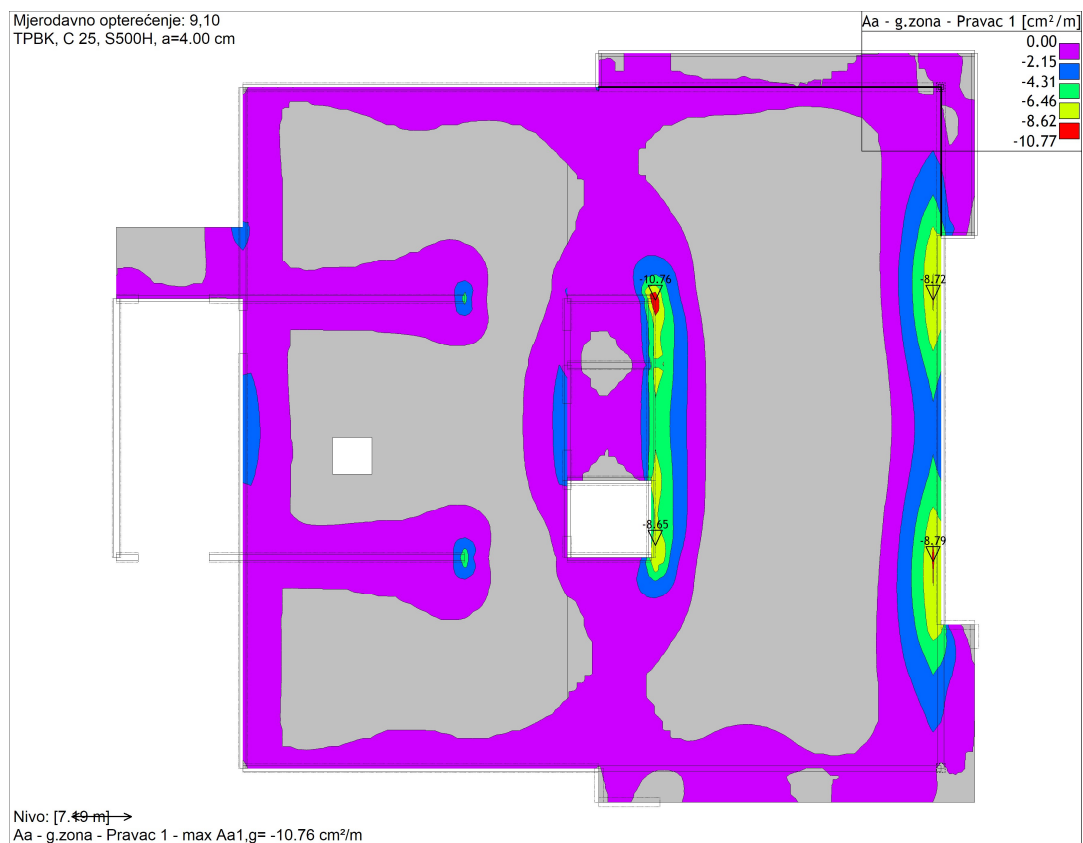 Mjerodavno opterećenje: 9,10
TPBK, C 25, S500H, a=4.00 cm
Aa - g.zona - Pravac 1 [cm²/m]
0.00
-2.15
-4.31
-6.46
-8.62
-10.77
-10.76
-8.72
-8.65
-8.79
Nivo: [7.49 m]
Aa - g.zona - Pravac 1 - max Aa1,g= -10.76 cm²/m